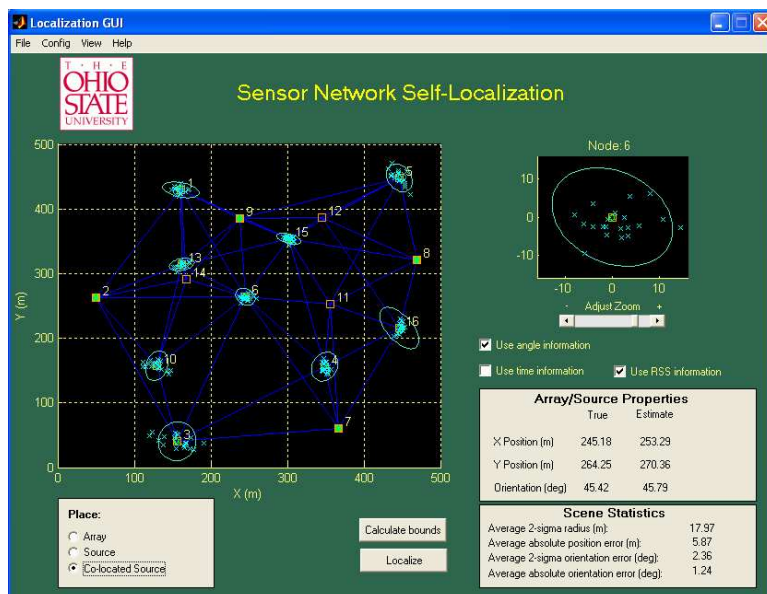 Localization GUI
File Config View Help
T · H · E
OHIO
STATE
UNIVERSITY
Sensor Network Self-Localization
500
400
300
200
100
0
0 100 200 300 400 500
Y (m)
X (m)
1
5
9
12
15
8
13
14
2
6
11
16
10
4
3
7
Node: 6
10
0
-10
-10 0 10
- Adjust Zoom +
Use angle information
Use time information Use RSS information
Array/Source Properties
True Estimate
X Position (m) 245.18 253.29
Y Position (m) 264.25 270.36
Orientation (deg) 45.42 45.79
Scene Statistics
Average 2-sigma radius (m): 17.97
Average absolute position error (m): 5.87
Average 2-sigma orientation error (deg): 2.36
Average absolute orientation error (deg): 1.24
Place:
Array
Source
Co-located Source
Calculate bounds
Localize